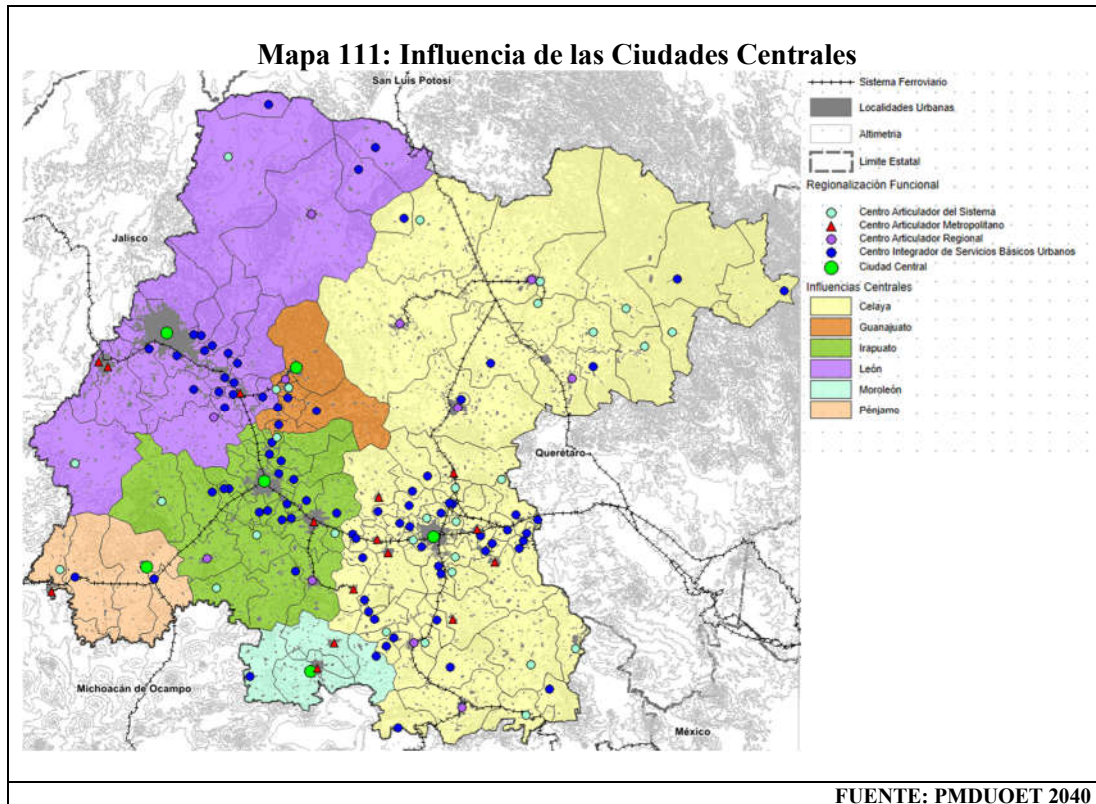 Mapa 111: Influencia de las Ciudades Centrales
San Luis Potosí
Jalisco
Querétaro
Michoacán de Ocampo
México
Sistema Ferroviario
Localidades Urbanas
Altimetria
Limite Estatal
Regionalización Funcional
Centro Articulador del Sistema
Centro Articulador Metropolitano
Centro Articulador Regional
Centro Integrador de Servicios Básicos Urbanos
Ciudad Central
Influencias Centrales
Celaya
Guanajuato
Irapuato
León
Moroleón
Pénjamo
FUENTE: PMDUOET 2040